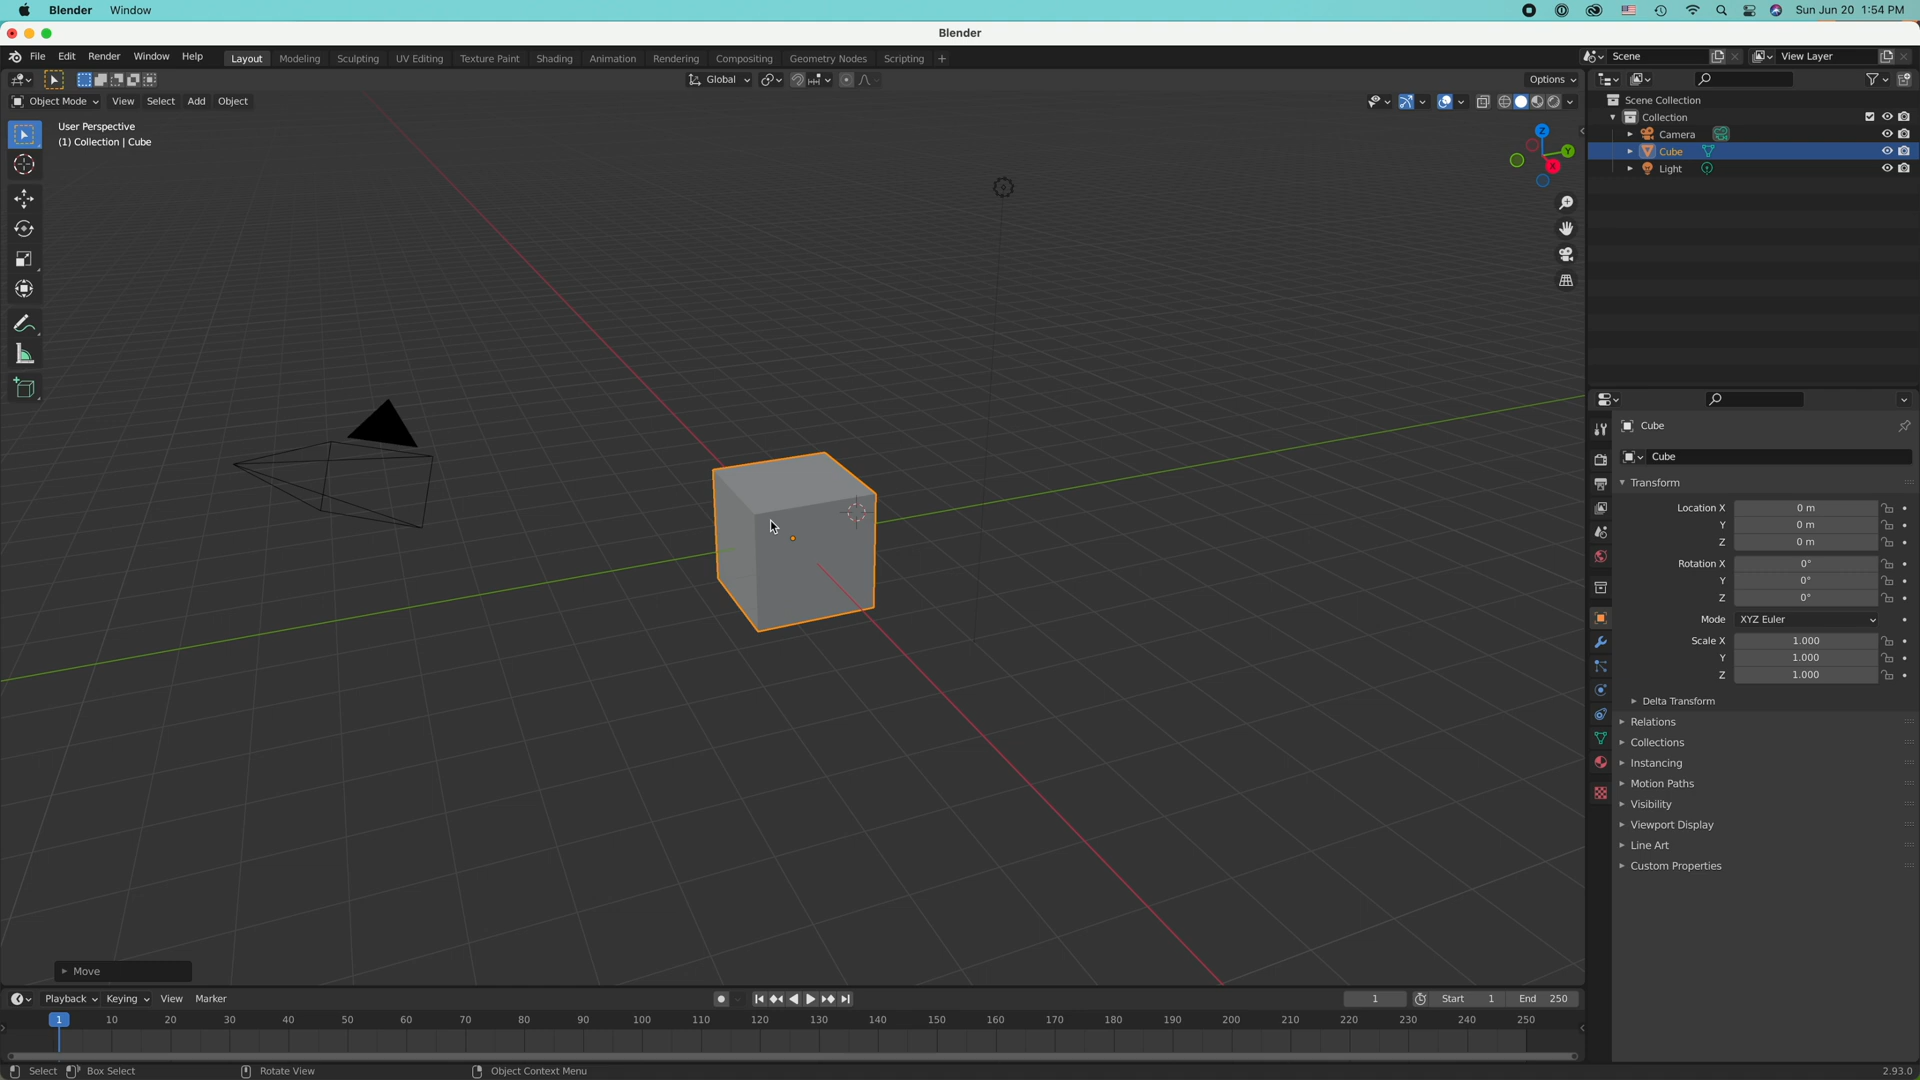 Blender Window Sun Jun 20 1:54 PM
Blender
File Edit Render Window Help Layout Modeling Sculpting UV Editing Texture Paint Shading Animation Rendering Compositing Geometry Nodes Scripting + Scene View Layer
Global Options
Object Mode View Select Add Object
User Perspective
(1) Collection | Cube
Z
Y
X
Scene Collection
Collection
Camera
Cube
Light
Cube
Cube
Transform
Location X 0 m
Y 0 m
Z 0 m
Rotation X 0°
Y 0°
Z 0°
Mode XYZ Euler
Scale X 1.000
Y 1.000
Z 1.000
Delta Transform
Relations
Collections
Instancing
Motion Paths
Visibility
Viewport Display
Line Art
Custom Properties
Move
Playback Keying View Marker 1 Start 1 End 250
1 10 20 30 40 50 60 70 80 90 100 110 120 130 140 150 160 170 180 190 200 210 220 230 240 250
Select Box Select Rotate View Object Context Menu 2.93.0